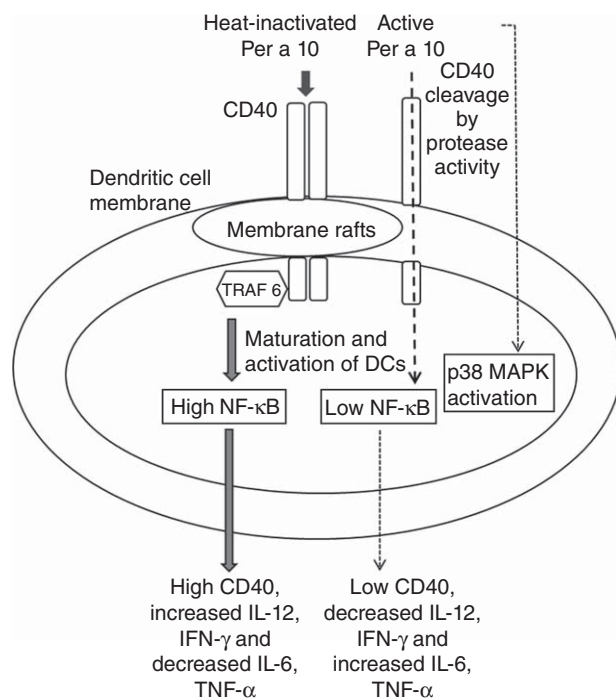 Heat-inactivated
Per a 10
Active
Per a 10
CD40
CD40
cleavage
by
protease
activity
Dendritic cell
membrane
Membrane rafts
TRAF 6
Maturation and
activation of DCs
p38 MAPK
activation
High NF-κB
Low NF-κB
High CD40,
increased IL-12,
IFN-γ and
decreased IL-6,
TNF-α
Low CD40,
decreased IL-12,
IFN-γ and
increased IL-6,
TNF-α